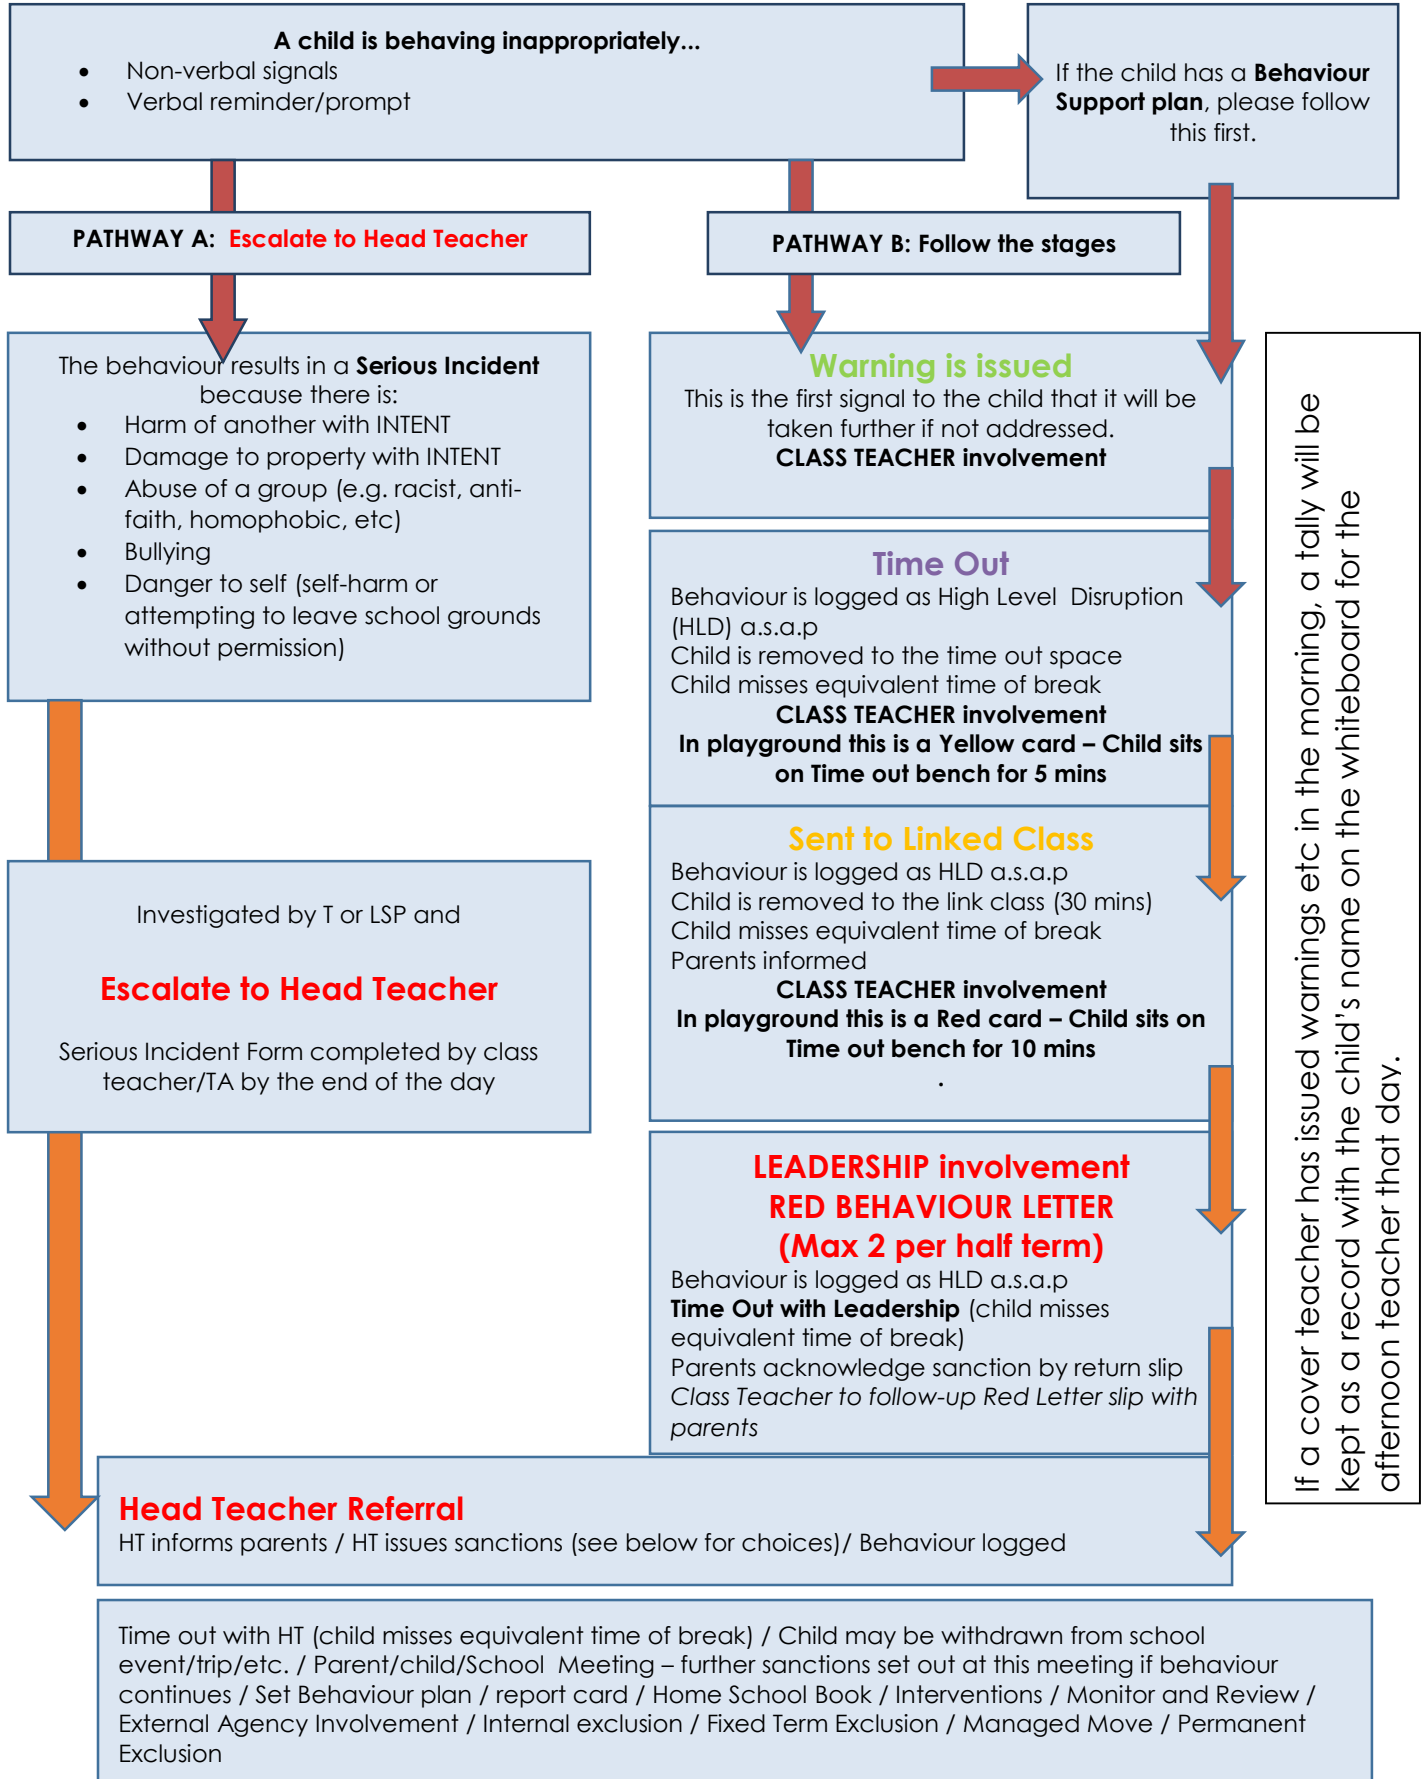 A child is behaving inappropriately...
• Non-verbal signals
• Verbal reminder/prompt
If the child has a Behaviour
Support plan, please follow
this first.
PATHWAY A: Escalate to Head Teacher
PATHWAY B: Follow the stages
The behaviour results in a Serious Incident
because there is:
• Harm of another with INTENT
• Damage to property with INTENT
• Abuse of a group (e.g. racist, anti-
faith, homophobic, etc)
• Bullying
• Danger to self (self-harm or
attempting to leave school grounds
without permission)
Investigated by T or LSP and
Escalate to Head Teacher
Serious Incident Form completed by class
teacher/TA by the end of the day
Warning is issued
This is the first signal to the child that it will be
taken further if not addressed.
CLASS TEACHER involvement
Time Out
Behaviour is logged as High Level Disruption
(HLD) a.s.a.p
Child is removed to the time out space
Child misses equivalent time of break
CLASS TEACHER involvement
In playground this is a Yellow card – Child sits
on Time out bench for 5 mins
Sent to Linked Class
Behaviour is logged as HLD a.s.a.p
Child is removed to the link class (30 mins)
Child misses equivalent time of break
Parents informed
CLASS TEACHER involvement
In playground this is a Red card – Child sits on
Time out bench for 10 mins
.
LEADERSHIP involvement
RED BEHAVIOUR LETTER
(Max 2 per half term)
Behaviour is logged as HLD a.s.a.p
Time Out with Leadership (child misses
equivalent time of break)
Parents acknowledge sanction by return slip
Class Teacher to follow-up Red Letter slip with
parents
If a cover teacher has issued warnings etc in the morning, a tally will be
kept as a record with the child's name on the whiteboard for the
afternoon teacher that day.
Head Teacher Referral
HT informs parents / HT issues sanctions (see below for choices)/ Behaviour logged
Time out with HT (child misses equivalent time of break) / Child may be withdrawn from school
event/trip/etc. / Parent/child/School Meeting – further sanctions set out at this meeting if behaviour
continues / Set Behaviour plan / report card / Home School Book / Interventions / Monitor and Review /
External Agency Involvement / Internal exclusion / Fixed Term Exclusion / Managed Move / Permanent
Exclusion